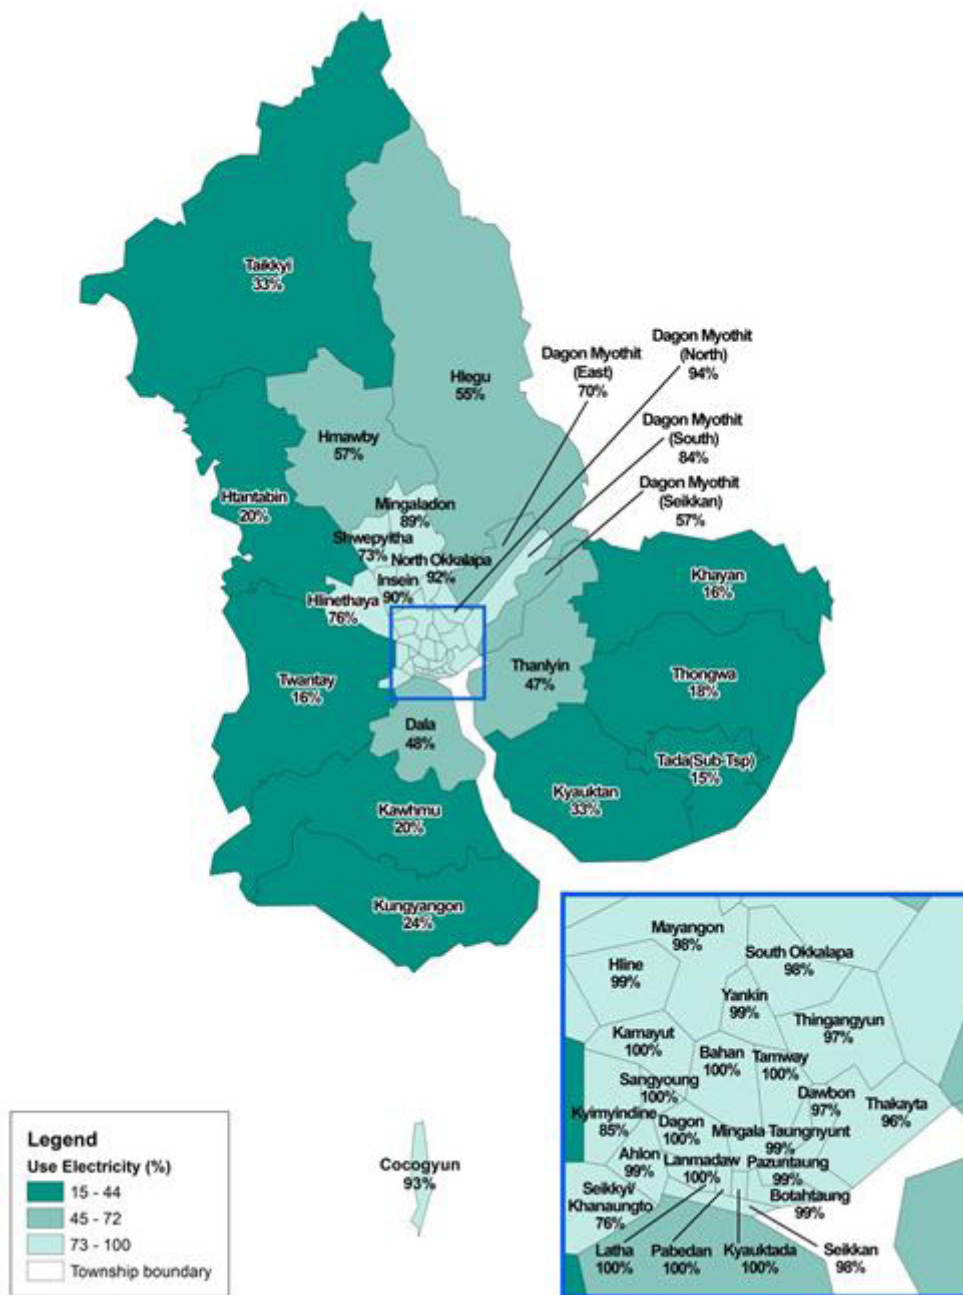 Taikkyi
33%
Hlegu
55%
Dagon Myothit
(East)
70%
Dagon Myothit
(North)
94%
Dagon Myothit
(South)
84%
Dagon Myothit
(Seikkan)
57%
Hmawby
57%
Htantabin
20%
Mingaladon
89%
Shwepyitha
73%
North Okkalapa
92%
Insein
90%
Hlinethaya
76%
Khayan
16%
Twantay
16%
Thanlyin
47%
Thongwa
18%
Dala
48%
Tada(Sub-Tsp)
15%
Kyauktan
33%
Kawhmu
20%
Kungyangon
24%
Mayangon
98%
South Okkalapa
98%
Hline
99%
Yankin
99%
Thingangyun
97%
Kamayut
100%
Bahan
100%
Tamway
100%
Sangyoung
100%
Dawbon
97%
Thakayta
96%
Kyimyindine
85%
Dagon
100%
Mingala Taungnyunt
99%
Ahlon
99%
Lanmadaw
100%
Pazuntaung
99%
Seikkyi/
Khanaungto
76%
Botahtaung
99%
Latha
100%
Pabedan
100%
Kyauktada
100%
Seikkan
98%
Cocogyun
93%
Legend
Use Electricity (%)
15 - 44
45 - 72
73 - 100
Township boundary